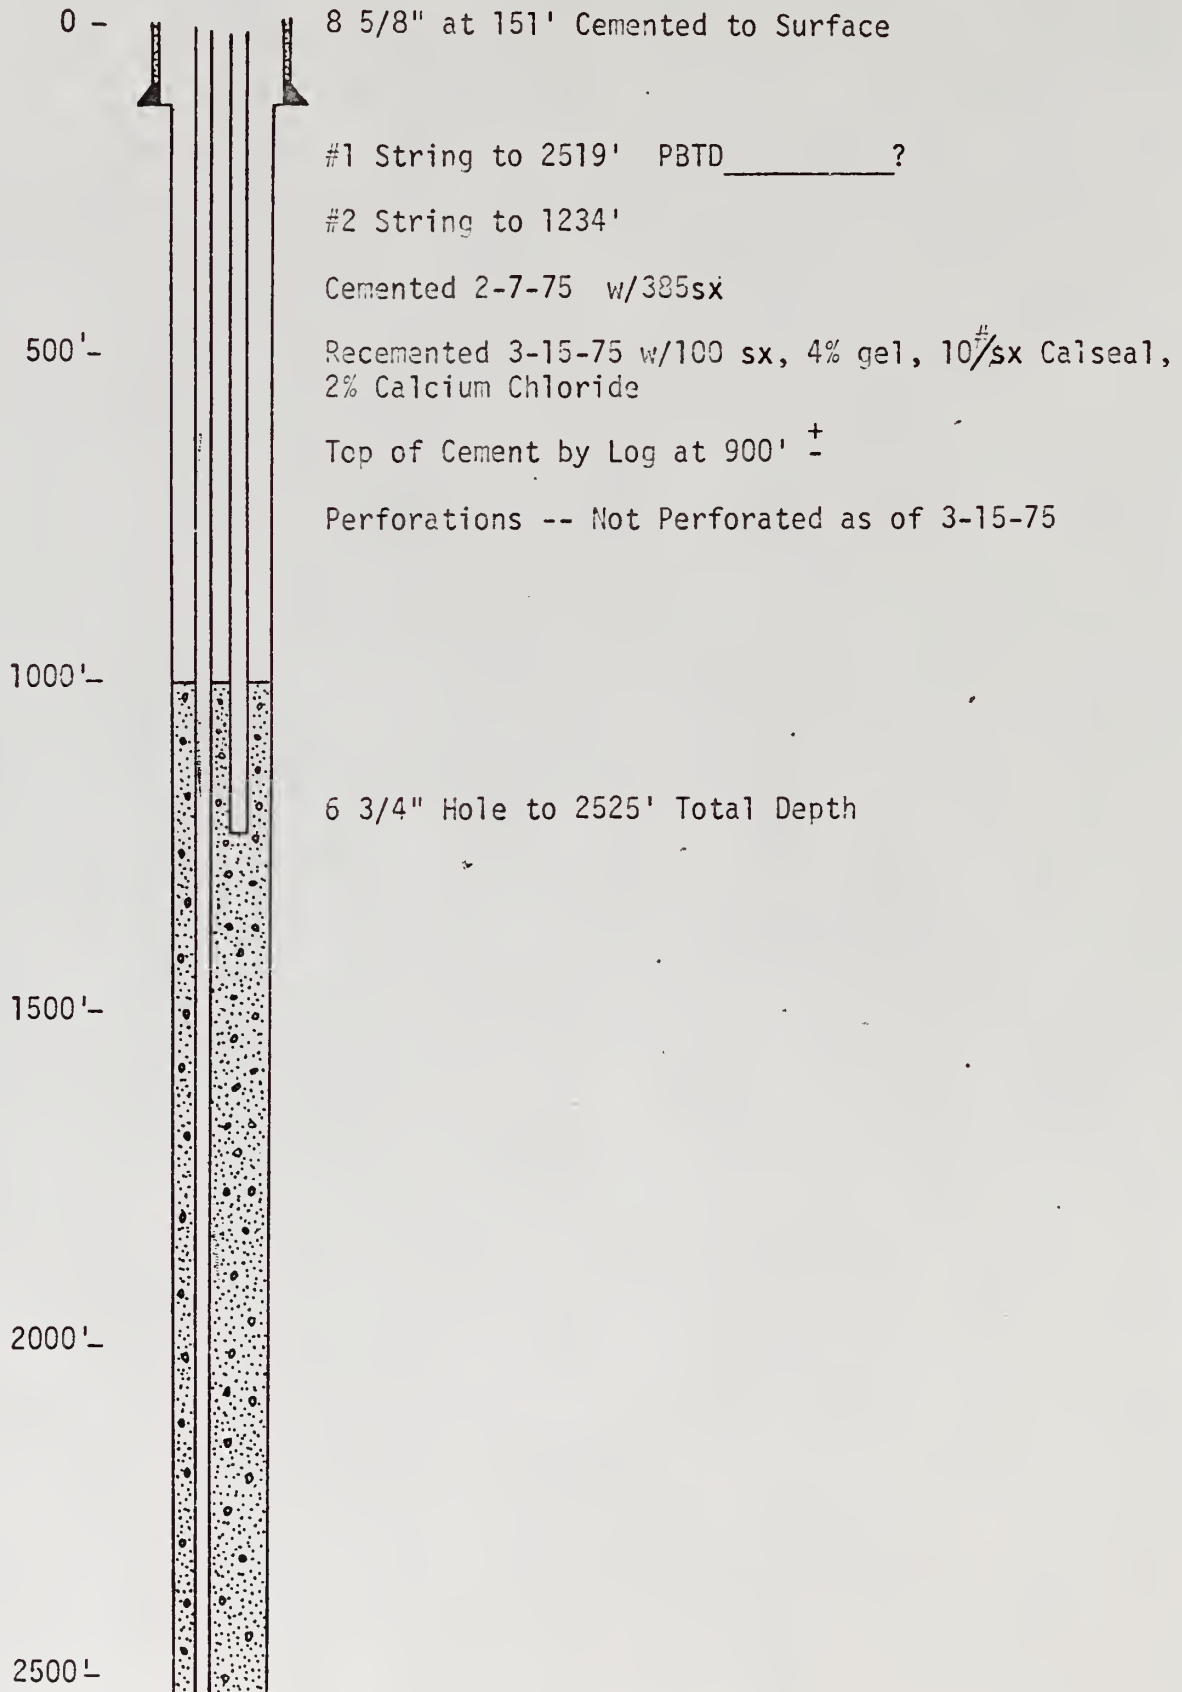 0 -
8 5/8" at 151' Cemented to Surface
#1 String to 2519' PBTD__________?
#2 String to 1234'
Cemented 2-7-75 w/385sx
500'-
Recemented 3-15-75 w/100 sx, 4% gel, 10#/sx Calseal,
2% Calcium Chloride
Top of Cement by Log at 900' ±
Perforations -- Not Perforated as of 3-15-75
1000'-
6 3/4" Hole to 2525' Total Depth
1500'-
2000'-
2500'-